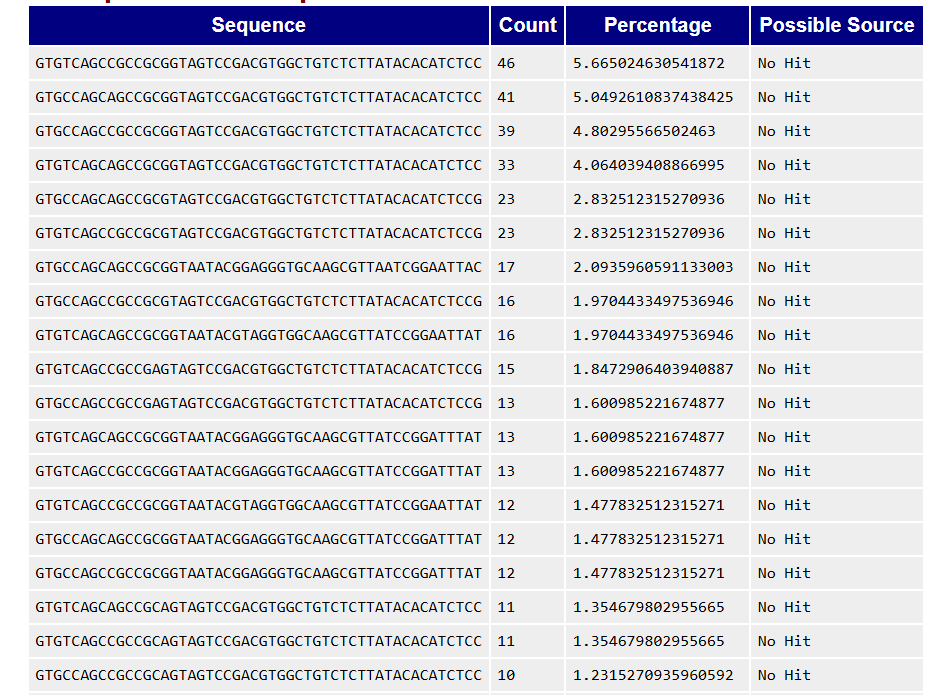 Sequence Count Percentage Possible Source
GTGTCAGCCGCCGCGGTAGTCCGACGTGGCTGTCTCTTATACACATCTCC 46 5.665024630541872 No Hit
GTGCCAGCAGCCGCGGTAGTCCGACGTGGCTGTCTCTTATACACATCTCC 41 5.0492610837438425 No Hit
GTGCCAGCCGCCGCGGTAGTCCGACGTGGCTGTCTCTTATACACATCTCC 39 4.80295566502463 No Hit
GTGTCAGCAGCCGCGGTAGTCCGACGTGGCTGTCTCTTATACACATCTCC 33 4.064039408866995 No Hit
GTGCCAGCAGCCGCGTAGTCCGACGTGGCTGTCTCTTATACACATCTCCG 23 2.832512315270936 No Hit
GTGTCAGCCGCCGCGTAGTCCGACGTGGCTGTCTCTTATACACATCTCCG 23 2.832512315270936 No Hit
GTGCCAGCAGCCGCGGTAATACGGAGGGTGCAAGCGTTAATCGGAATTAC 17 2.0935960591133003 No Hit
GTGCCAGCCGCCGCGTAGTCCGACGTGGCTGTCTCTTATACACATCTCCG 16 1.9704433497536946 No Hit
GTGTCAGCAGCCGCGGTAATACGTAGGTGGCAAGCGTTATCCGGAATTAT 16 1.9704433497536946 No Hit
GTGTCAGCCGCCGAGTAGTCCGACGTGGCTGTCTCTTATACACATCTCCG 15 1.8472906403940887 No Hit
GTGCCAGCCGCCGAGTAGTCCGACGTGGCTGTCTCTTATACACATCTCCG 13 1.600985221674877 No Hit
GTGTCAGCAGCCGCGGTAATACGGAGGGTGCAAGCGTTATCCGGATTTAT 13 1.600985221674877 No Hit
GTGTCAGCCGCCGCGGTAATACGGAGGGTGCAAGCGTTATCCGGATTTAT 13 1.600985221674877 No Hit
GTGTCAGCCGCCGCGGTAATACGTAGGTGGCAAGCGTTATCCGGAATTAT 12 1.477832512315271 No Hit
GTGCCAGCAGCCGCGGTAATACGGAGGGTGCAAGCGTTATCCGGATTTAT 12 1.477832512315271 No Hit
GTGCCAGCCGCCGCGGTAATACGGAGGGTGCAAGCGTTATCCGGATTTAT 12 1.477832512315271 No Hit
GTGTCAGCAGCCGCAGTAGTCCGACGTGGCTGTCTCTTATACACATCTCC 11 1.354679802955665 No Hit
GTGTCAGCCGCCGCAGTAGTCCGACGTGGCTGTCTCTTATACACATCTCC 11 1.354679802955665 No Hit
GTGCCAGCCGCCGCAGTAGTCCGACGTGGCTGTCTCTTATACACATCTCC 10 1.2315270935960592 No Hit